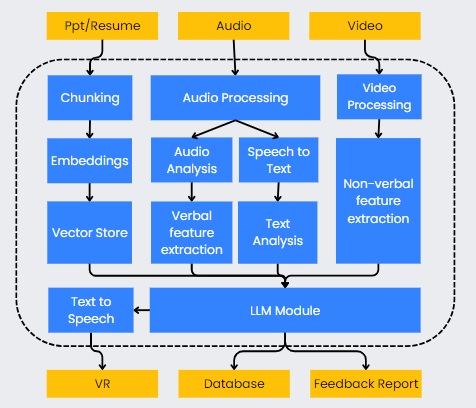 Ppt/Resume
Audio
Video
Chunking
Audio Processing
Video
Processing
Embeddings
Audio
Analysis
Speech to
Text
Non-verbal
feature
extraction
Vector Store
Verbal
feature
extraction
Text
Analysis
Text to
Speech
LLM Module
VR
Database
Feedback Report